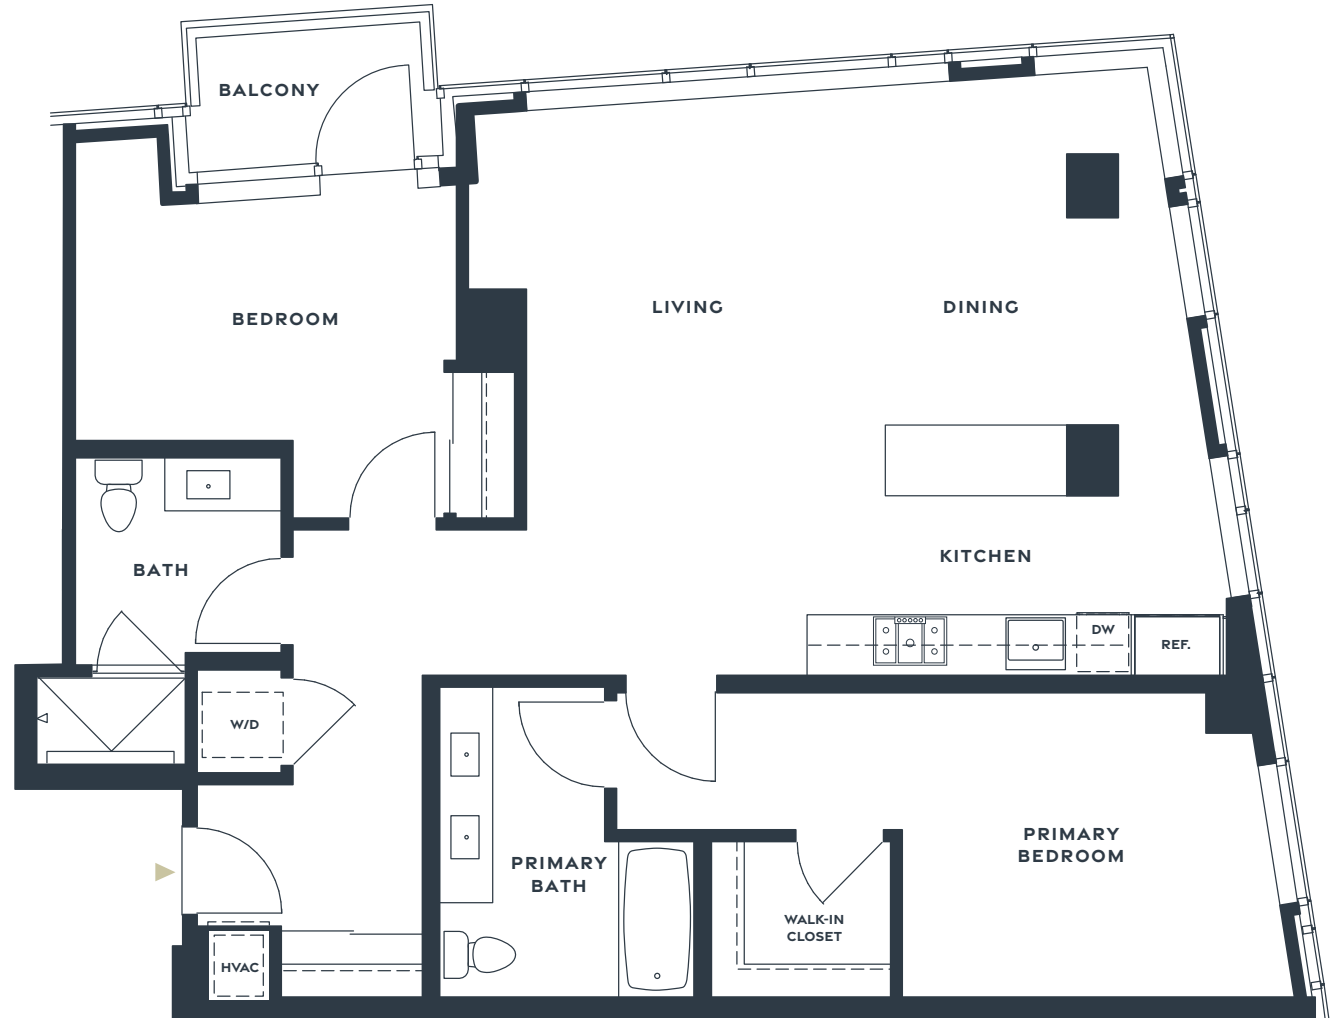 BALCONY
BEDROOM
LIVING
DINING
BATH
KITCHEN
DW
REF.
W/D
PRIMARY
BATH
PRIMARY
BEDROOM
WALK-IN
CLOSET
HVAC